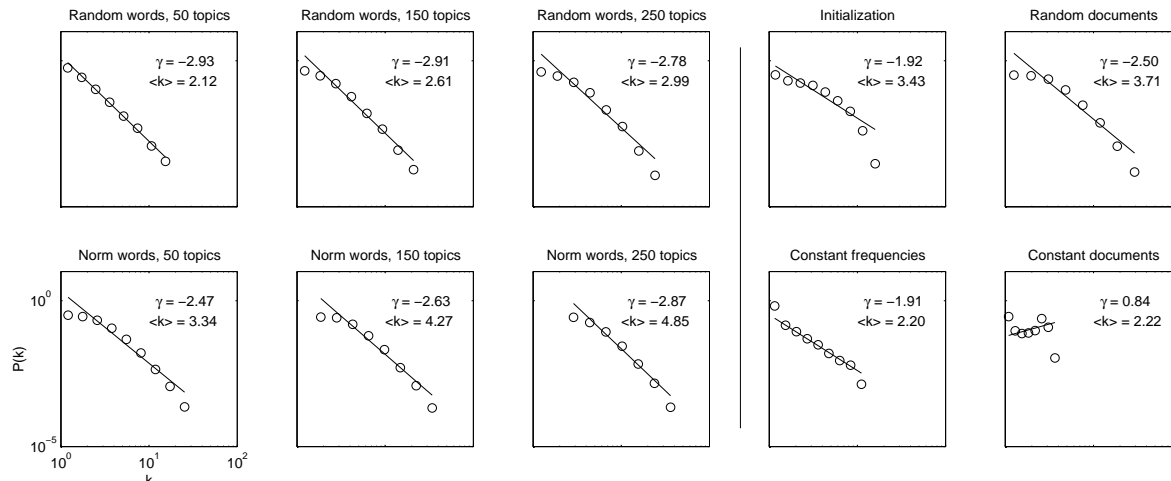 Random words, 50 topics
γ = −2.93
<k> = 2.12
Random words, 150 topics
γ = −2.91
<k> = 2.61
Random words, 250 topics
γ = −2.78
<k> = 2.99
Initialization
γ = −1.92
<k> = 3.43
Random documents
γ = −2.50
<k> = 3.71
Norm words, 50 topics
γ = −2.47
<k> = 3.34
10⁰
P(k)
10⁻⁵
10⁰
10¹
10²
k
Norm words, 150 topics
γ = −2.63
<k> = 4.27
Norm words, 250 topics
γ = −2.87
<k> = 4.85
Constant frequencies
γ = −1.91
<k> = 2.20
Constant documents
γ = 0.84
<k> = 2.22